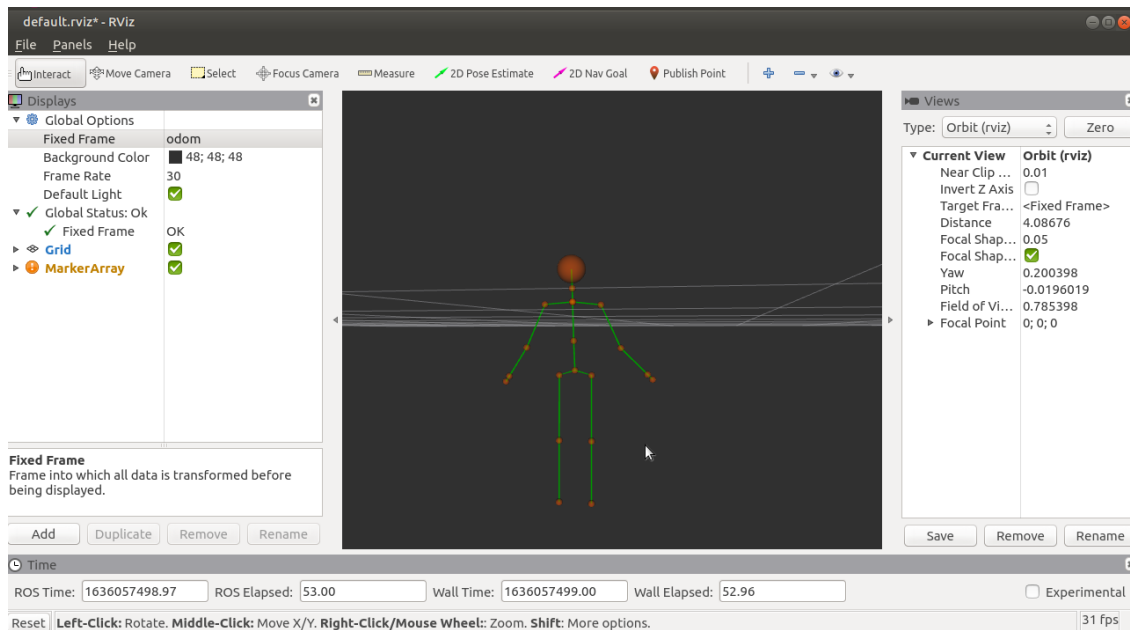 default.rviz* - RViz
File Panels Help
Interact Move Camera Select Focus Camera Measure 2D Pose Estimate 2D Nav Goal Publish Point
Displays
Global Options
Fixed Frame odom
Background Color 48; 48; 48
Frame Rate 30
Default Light
Global Status: Ok
Fixed Frame OK
Grid
MarkerArray
Fixed Frame
Frame into which all data is transformed before
being displayed.
Add Duplicate Remove Rename
Views
Type: Orbit (rviz) Zero
Current View Orbit (rviz)
Near Clip ... 0.01
Invert Z Axis
Target Fra... <Fixed Frame>
Distance 4.08676
Focal Shap... 0.05
Focal Shap...
Yaw 0.200398
Pitch -0.0196019
Field of Vi... 0.785398
Focal Point 0; 0; 0
Save Remove Rename
Time
ROS Time: 1636057498.97 ROS Elapsed: 53.00 Wall Time: 1636057499.00 Wall Elapsed: 52.96 Experimental
Reset Left-Click: Rotate. Middle-Click: Move X/Y. Right-Click/Mouse Wheel:: Zoom. Shift: More options. 31 fps